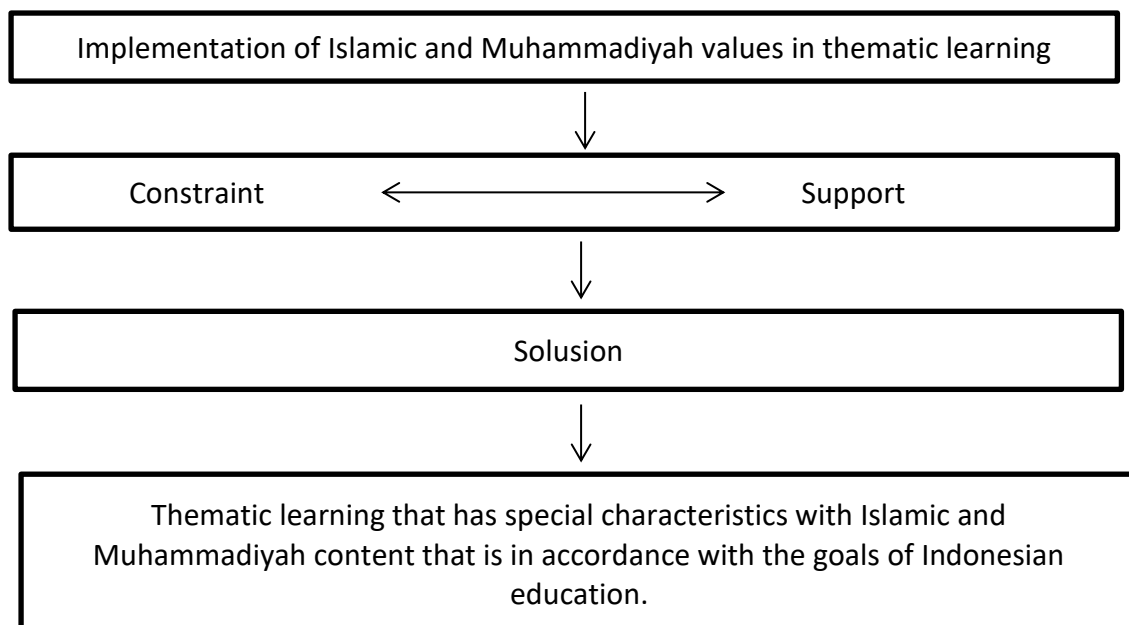 Implementation of Islamic and Muhammadiyah values in thematic learning
Constraint Support
Solusion
Thematic learning that has special characteristics with Islamic and
Muhammadiyah content that is in accordance with the goals of Indonesian
education.